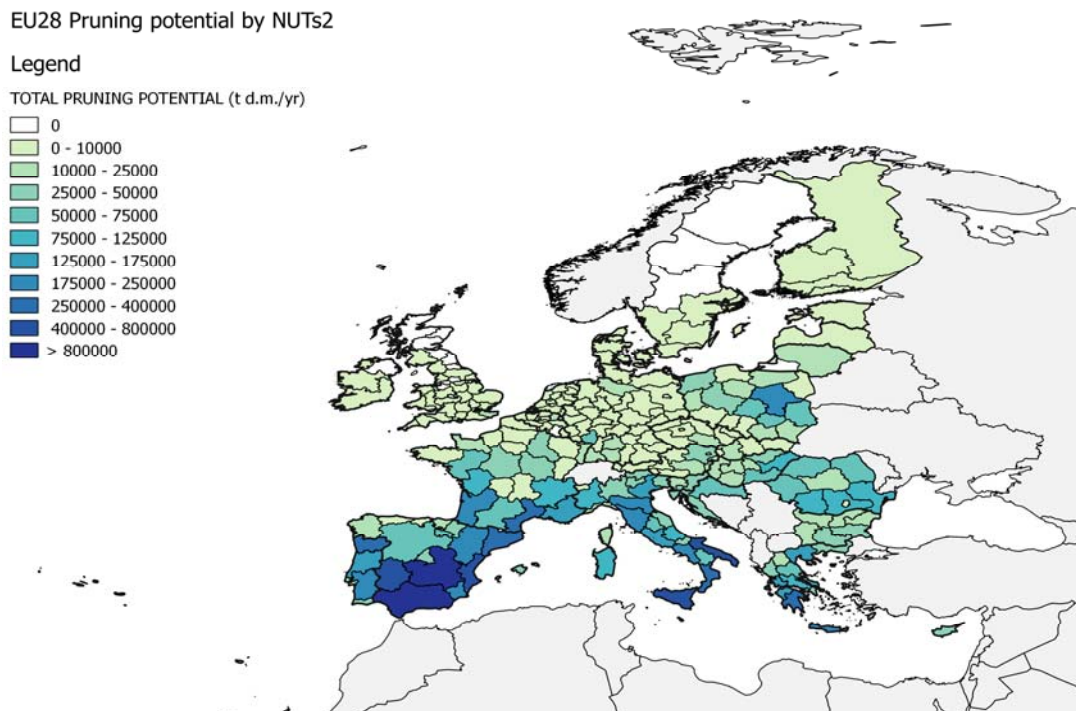 EU28 Pruning potential by NUTs2
Legend
TOTAL PRUNING POTENTIAL (t d.m./yr)
0
0 - 10000
10000 - 25000
25000 - 50000
50000 - 75000
75000 - 125000
125000 - 175000
175000 - 250000
250000 - 400000
400000 - 800000
> 800000